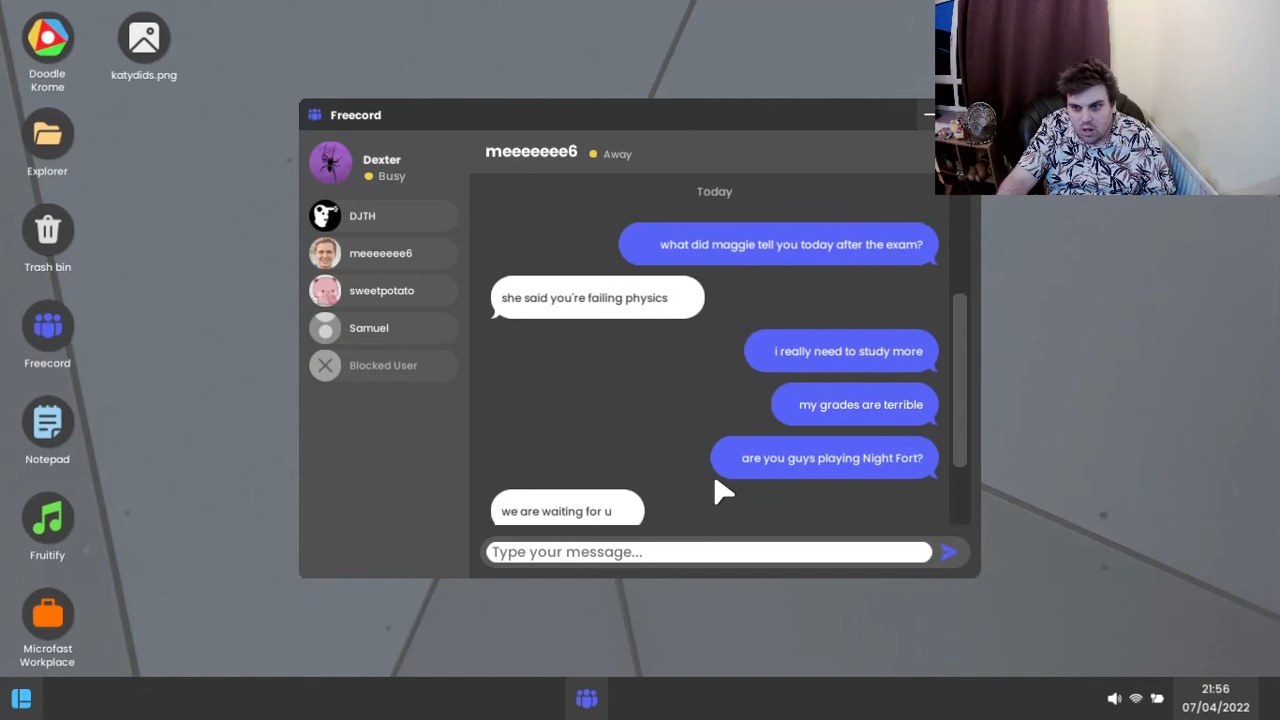 Doodle
Krome
katydids.png
Explorer
Trash bin
Freecord
Notepad
Fruitify
Microfast
Workplace
Freecord
Dexter
Busy
DJTH
meeeeeee6
sweetpotato
Samuel
Blocked User
meeeeeee6
Away
Today
what did maggie tell you today after the exam?
she said you're failing physics
i really need to study more
my grades are terrible
are you guys playing Night Fort?
we are waiting for u
Type your message...
21:56
07/04/2022